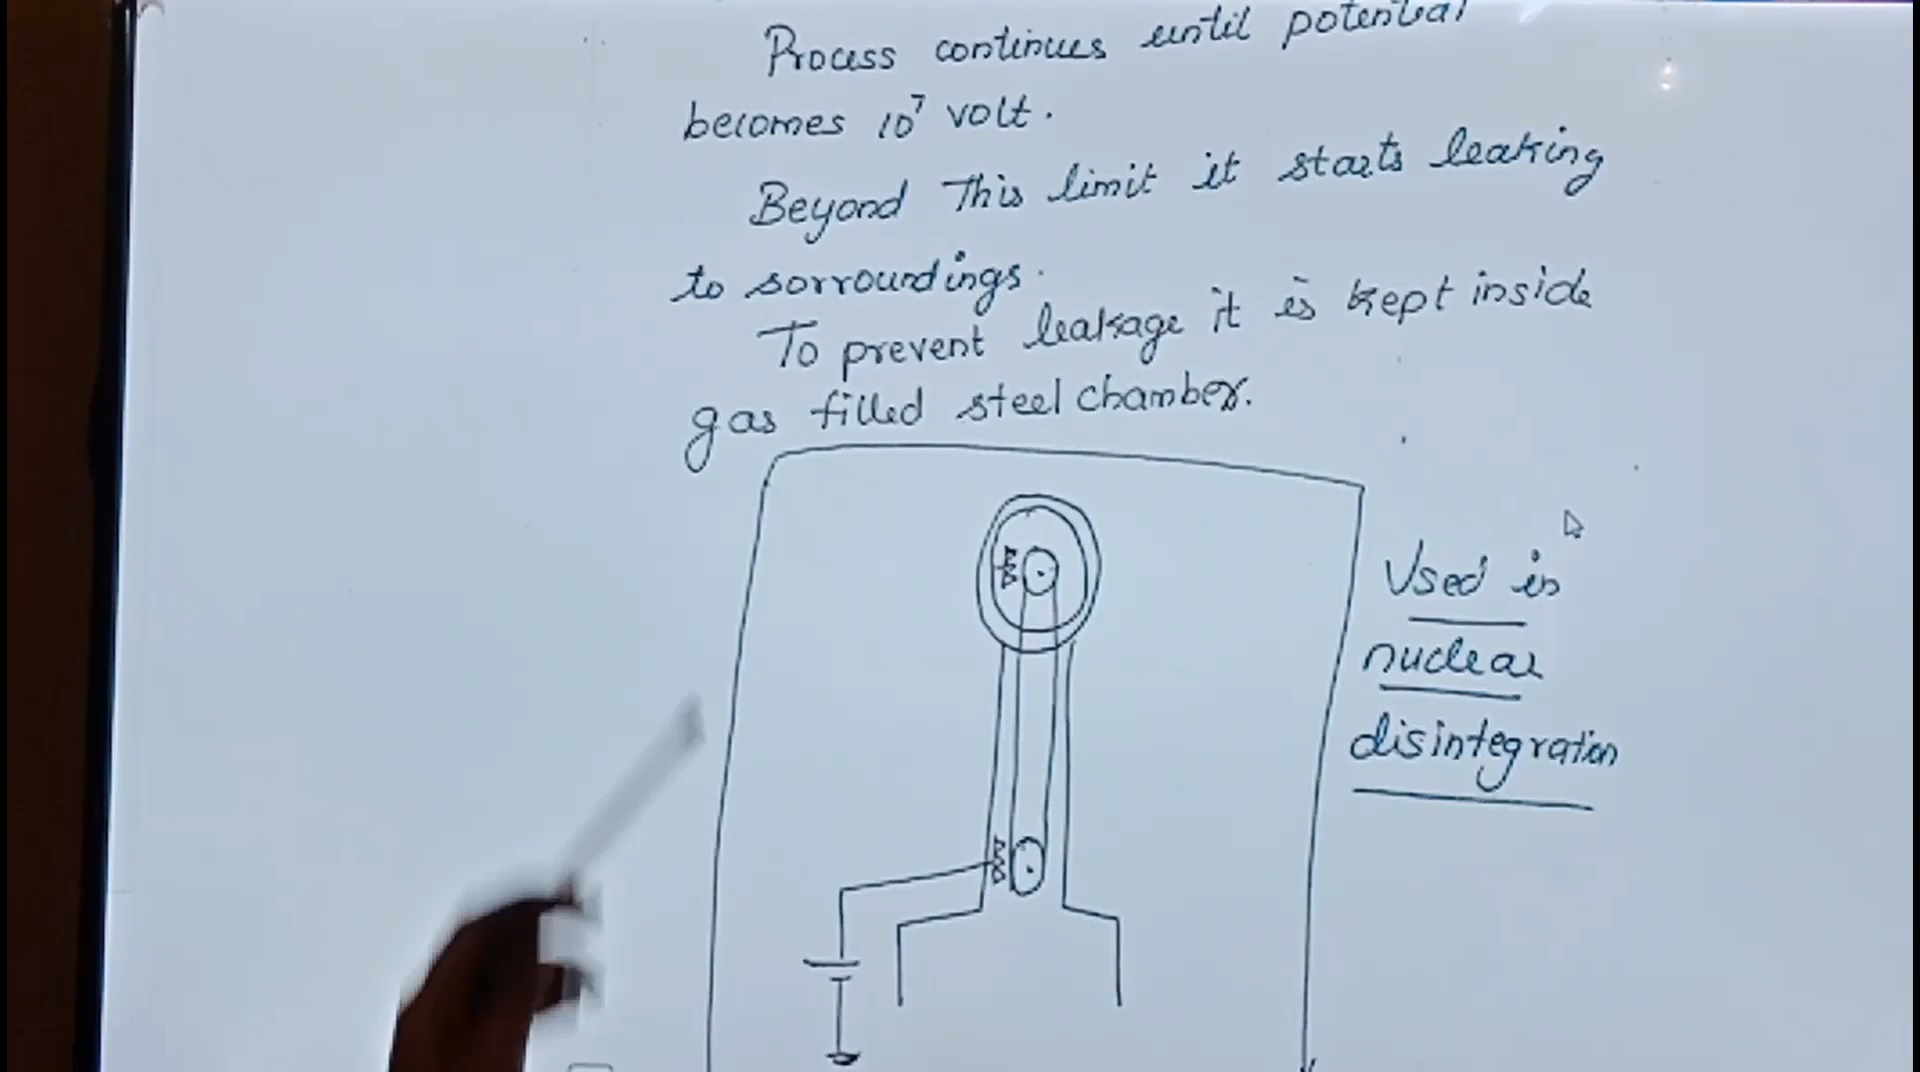 Process continues until potential
becomes 10⁷ volt.
Beyond This limit it starts leaking
to sorroundings.
To prevent leakage it is kept inside
gas filled steel chamber.
Used in
nuclear
disintegration